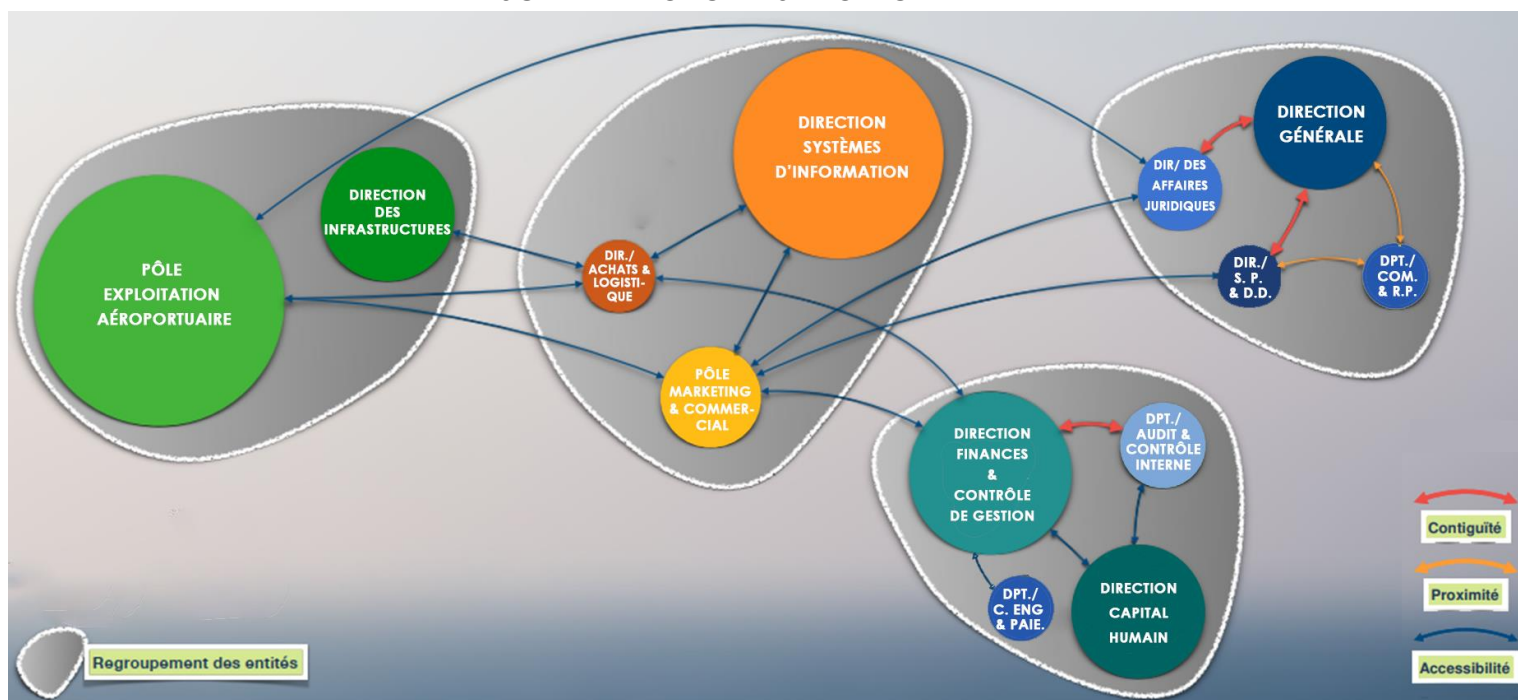 PÔLE
EXPLOITATION
AÉROPORTUAIRE
DIRECTION
DES
INFRASTRUCTURES
DIRECTION
SYSTÈMES
D'INFORMATION
DIR./
ACHATS &
LOGISTI-
QUE
PÔLE
MARKETING
& COMMER-
CIAL
DIRECTION
GÉNÉRALE
DIR/ DES
AFFAIRES
JURIDIQUES
DIR./
S. P.
& D.D.
DPT./
COM.
& R.P.
DIRECTION
FINANCES
&
CONTRÔLE
DE GESTION
DPT./
AUDIT &
CONTRÔLE
INTERNE
DPT./
C. ENG
& PAIE.
DIRECTION
CAPITAL
HUMAIN
Contiguïté
Proximité
Accessibilité
Regroupement des entités